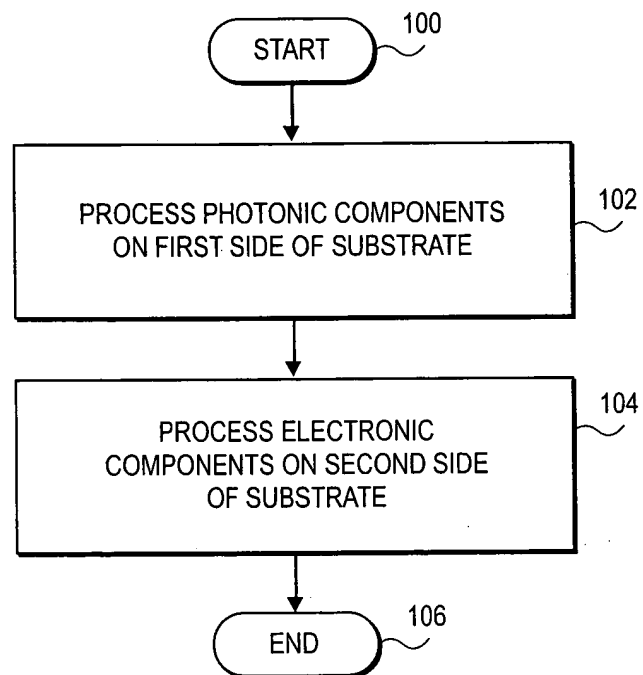 START
100
PROCESS PHOTONIC COMPONENTS
ON FIRST SIDE OF SUBSTRATE
102
PROCESS ELECTRONIC
COMPONENTS ON SECOND SIDE
OF SUBSTRATE
104
END
106